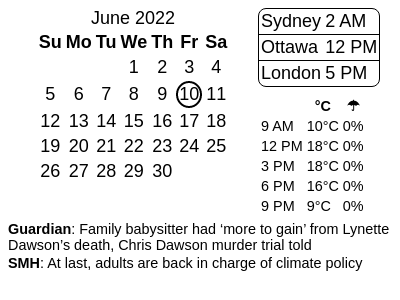 June 2022
Su Mo Tu We Th Fr Sa
1 2 3 4
5 6 7 8 9 10 11
12 13 14 15 16 17 18
19 20 21 22 23 24 25
26 27 28 29 30
Sydney 2 AM
Ottawa 12 PM
London 5 PM
°C ☂
9 AM 10°C 0%
12 PM 18°C 0%
3 PM 18°C 0%
6 PM 16°C 0%
9 PM 9°C 0%
Guardian: Family babysitter had ‘more to gain’ from Lynette
Dawson’s death, Chris Dawson murder trial told
SMH: At last, adults are back in charge of climate policy